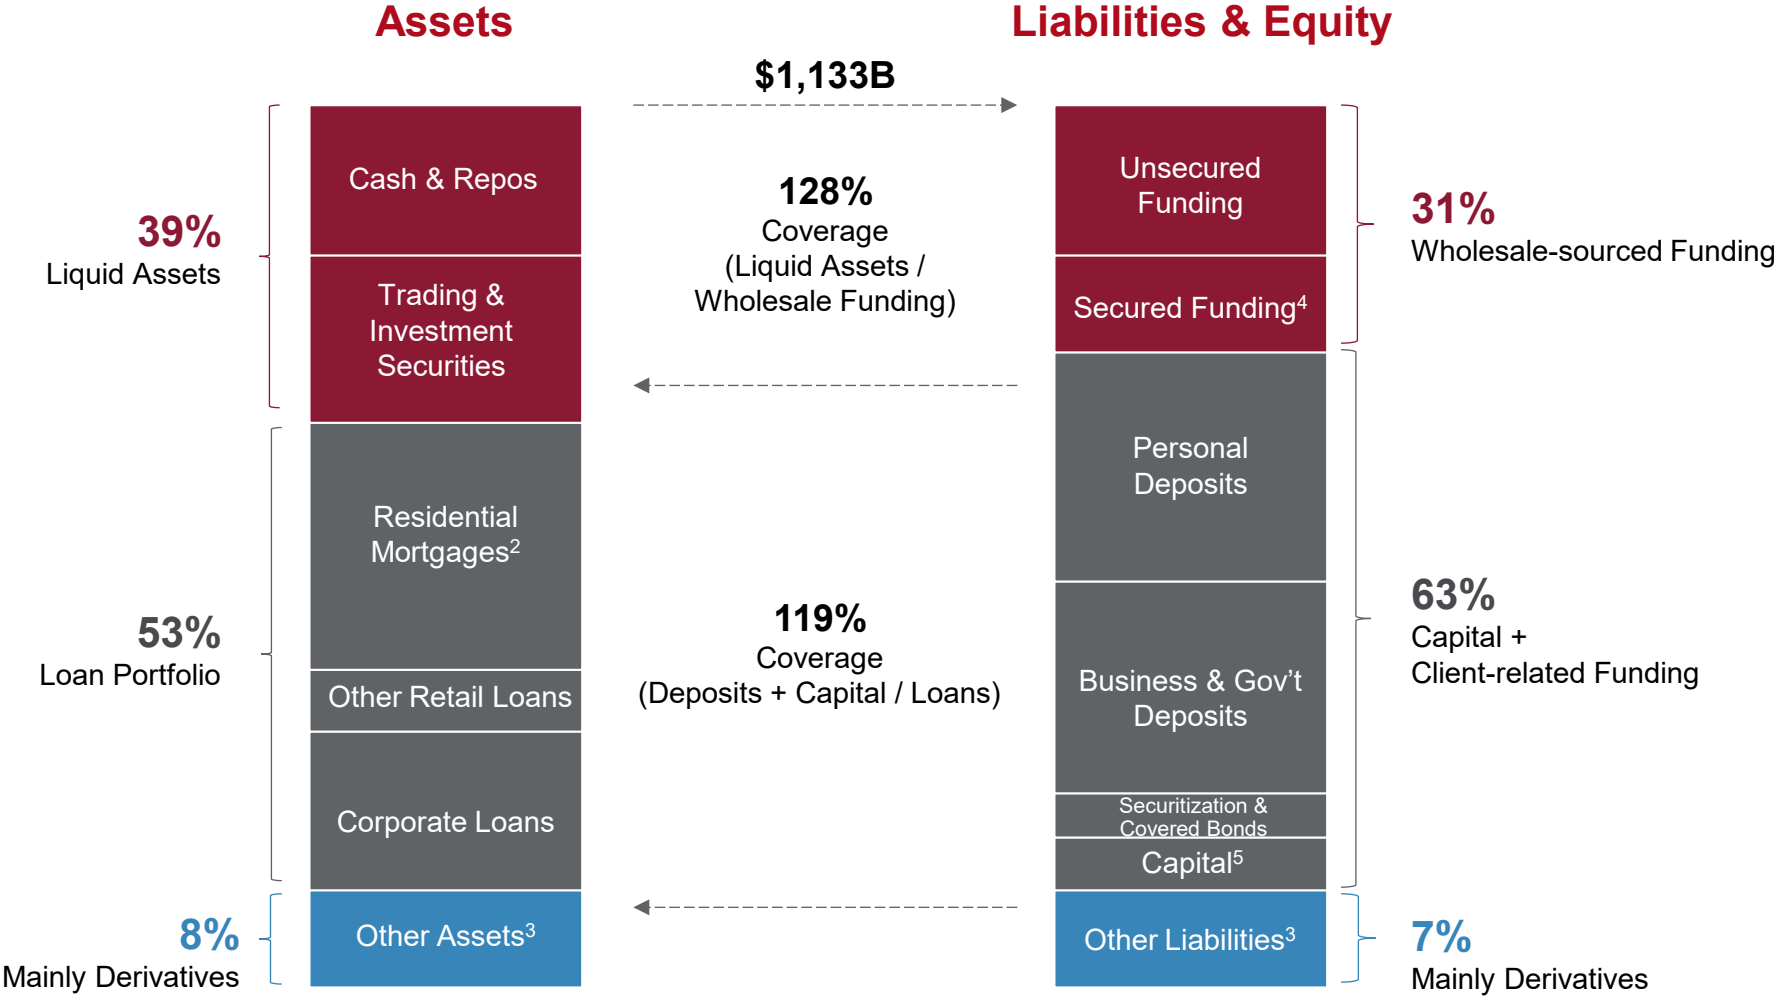 Assets
Liabilities & Equity
$1,133B
39%
Liquid Assets
Cash & Repos
Trading &
Investment
Securities
128%
Coverage
(Liquid Assets /
Wholesale Funding)
Unsecured
Funding
Secured Funding4
31%
Wholesale-sourced Funding
53%
Loan Portfolio
Residential
Mortgages2
Other Retail Loans
Corporate Loans
119%
Coverage
(Deposits + Capital / Loans)
Personal
Deposits
Business & Gov’t
Deposits
Securitization &
Covered Bonds
Capital5
63%
Capital +
Client-related Funding
8%
Mainly Derivatives
Other Assets3
Other Liabilities3
7%
Mainly Derivatives